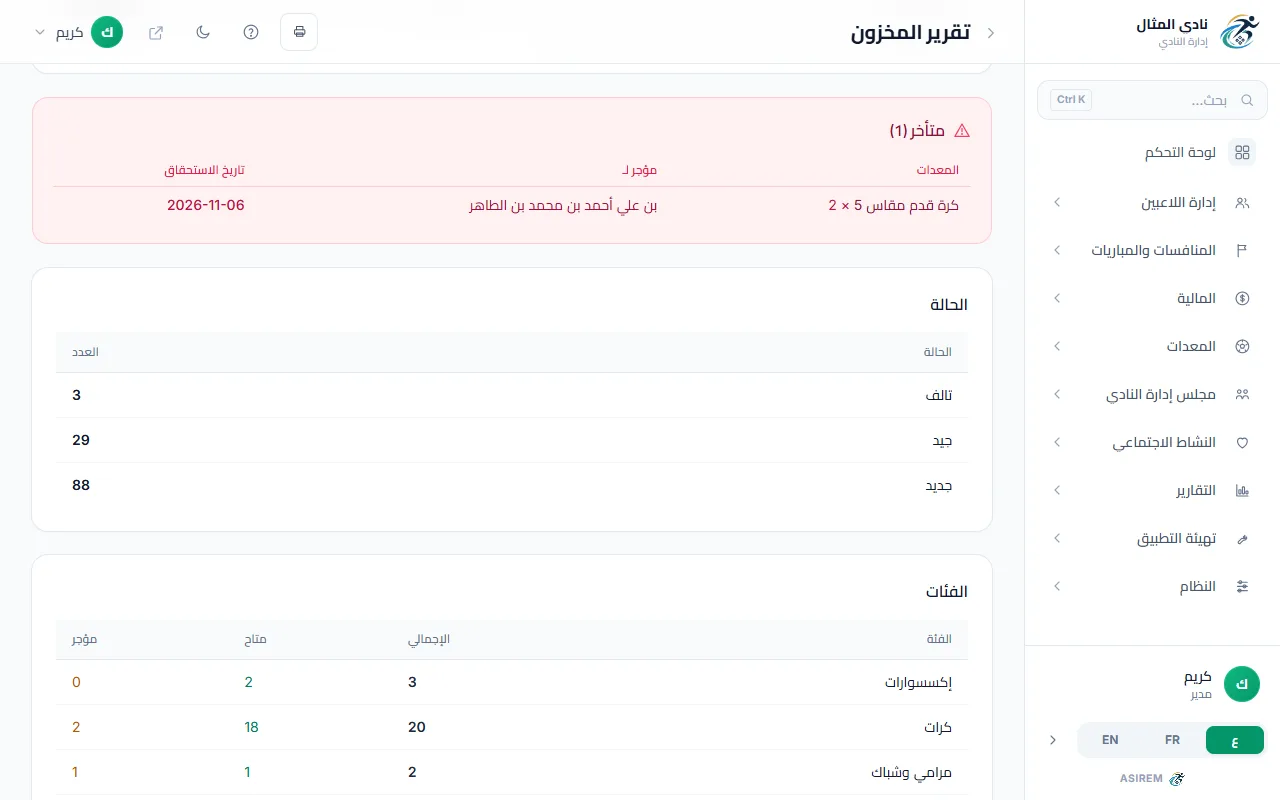 نادي المثال
إدارة النادي
بحث...
Ctrl K
لوحة التحكم
إدارة اللاعبين
المنافسات والمباريات
المالية
المعدات
مجلس إدارة النادي
النشاط الاجتماعي
التقارير
تهيئة التطبيق
النظام
ك
كريم
مدير
ع
FR
EN
ASIREM
تقرير المخزون
ك
كريم
متأخر (1)
المعدات مؤجر لـ تاريخ الاستحقاق
كرة قدم مقاس 5 × 2 بن علي أحمد بن محمد بن الطاهر 2026-11-06
الحالة
الحالة العدد
تالف 3
جيد 29
جديد 88
الفئات
الفئة الإجمالي متاح مؤجر
إكسسوارات 3 2 0
كرات 20 18 2
مرامي وشباك 2 1 1